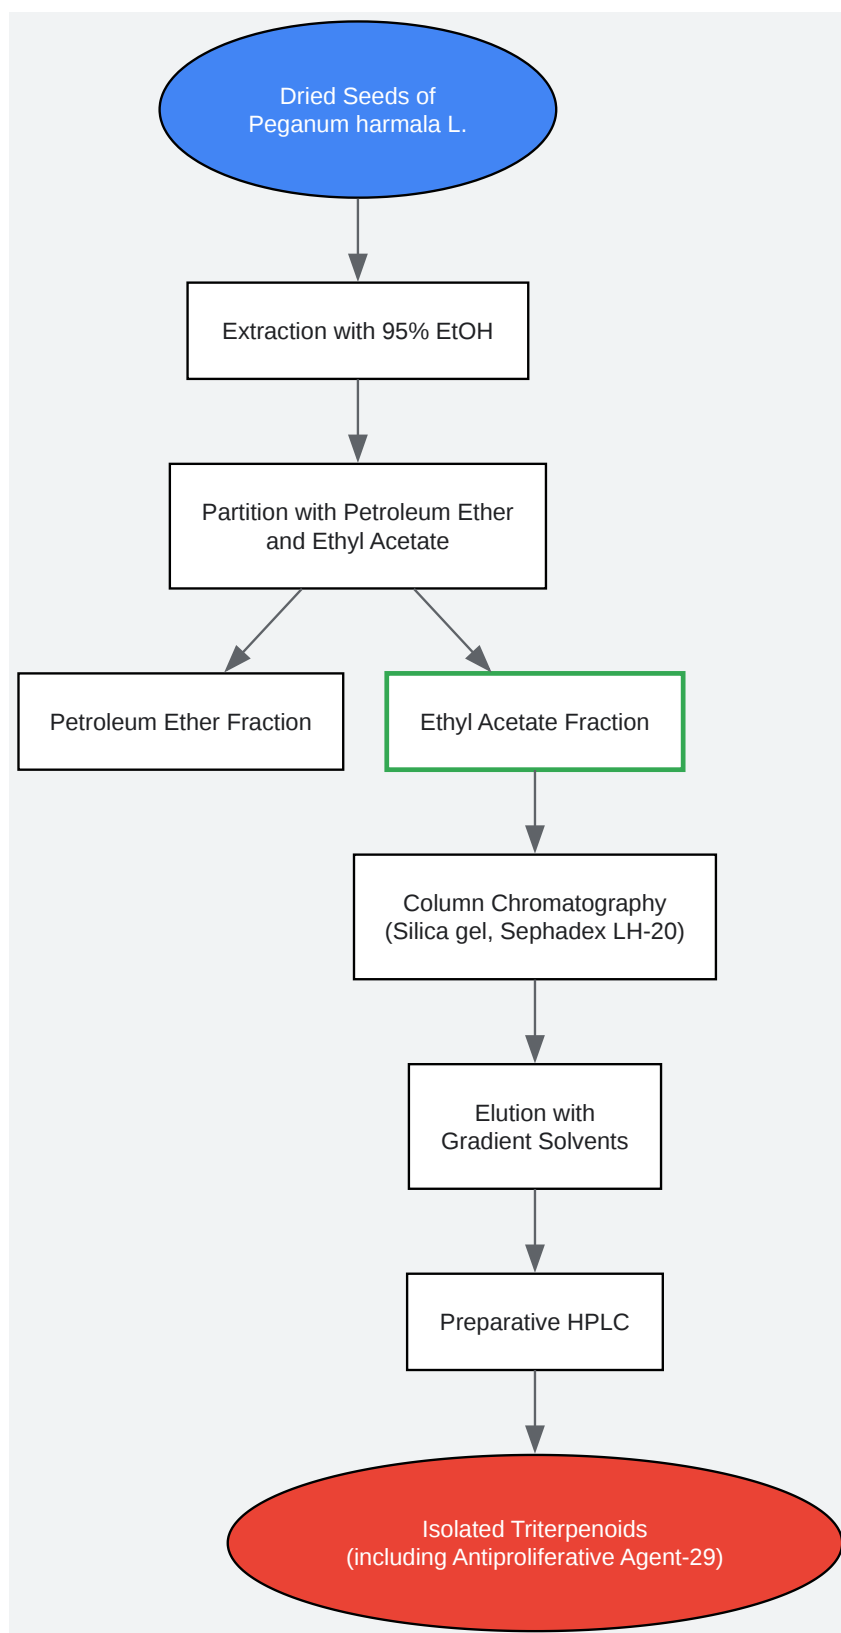 Dried Seeds of
Peganum harmala L.
Extraction with 95% EtOH
Partition with Petroleum Ether
and Ethyl Acetate
Petroleum Ether Fraction
Ethyl Acetate Fraction
Column Chromatography
(Silica gel, Sephadex LH-20)
Elution with
Gradient Solvents
Preparative HPLC
Isolated Triterpenoids
(including Antiproliferative Agent-29)